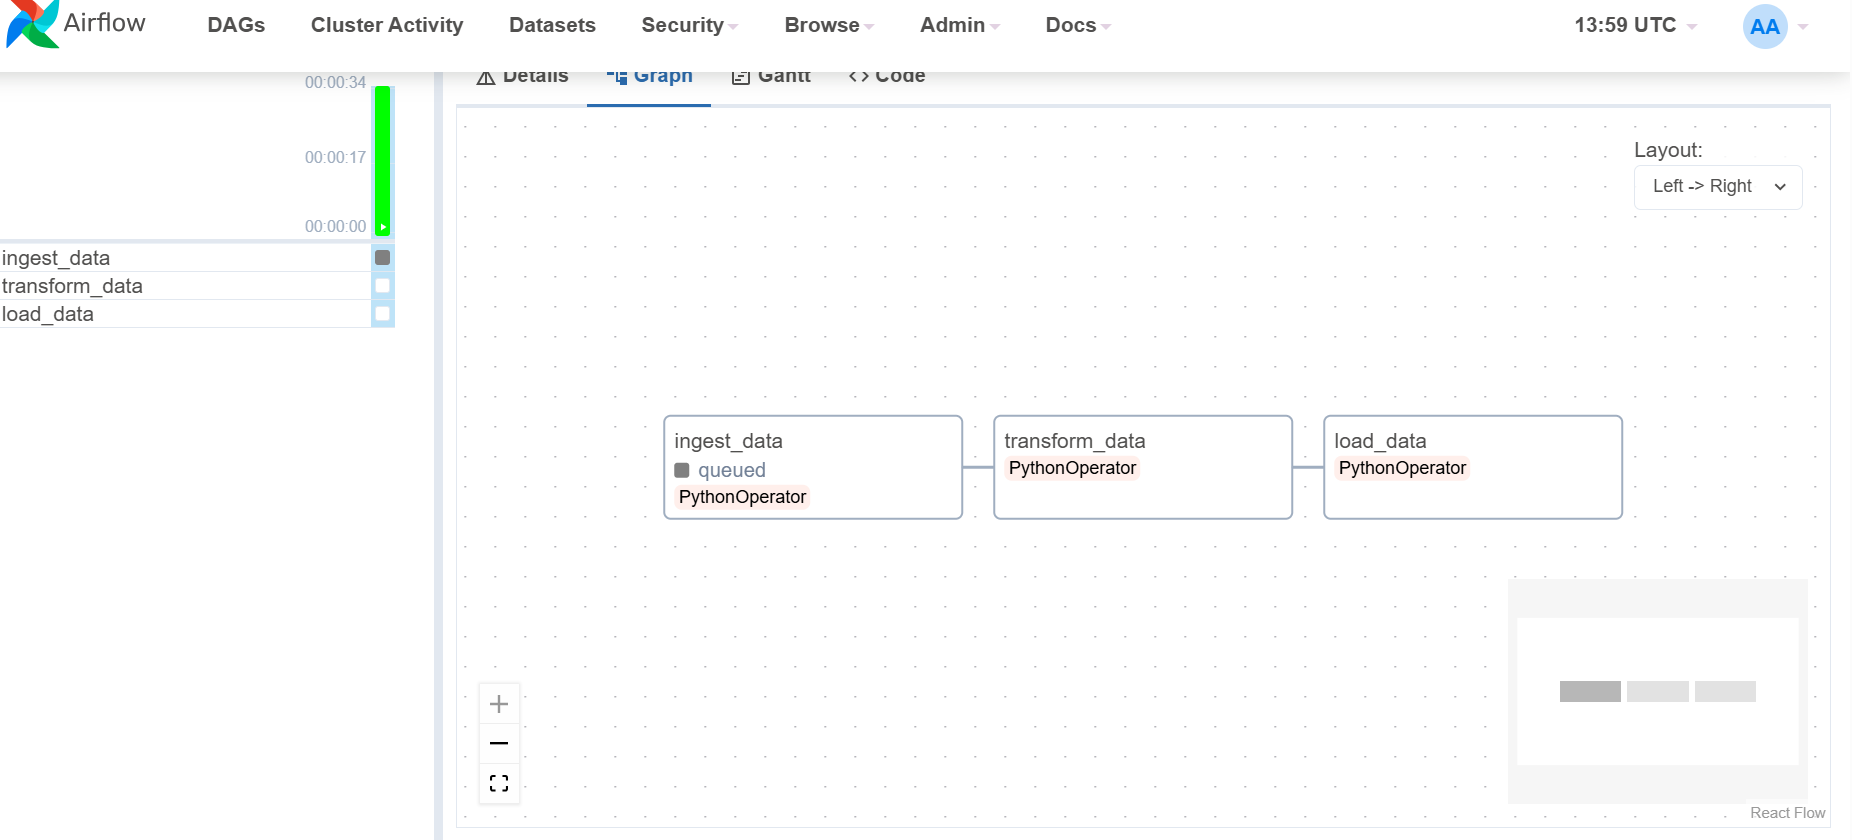 Airflow
DAGs
Cluster Activity
Datasets
Security
Browse
Admin
Docs
13:59 UTC
AA
Details
Graph
Gantt
Code
00:00:34
00:00:17
00:00:00
ingest_data
transform_data
load_data
Layout:
Left -> Right
ingest_data
queued
PythonOperator
transform_data
PythonOperator
load_data
PythonOperator
React Flow